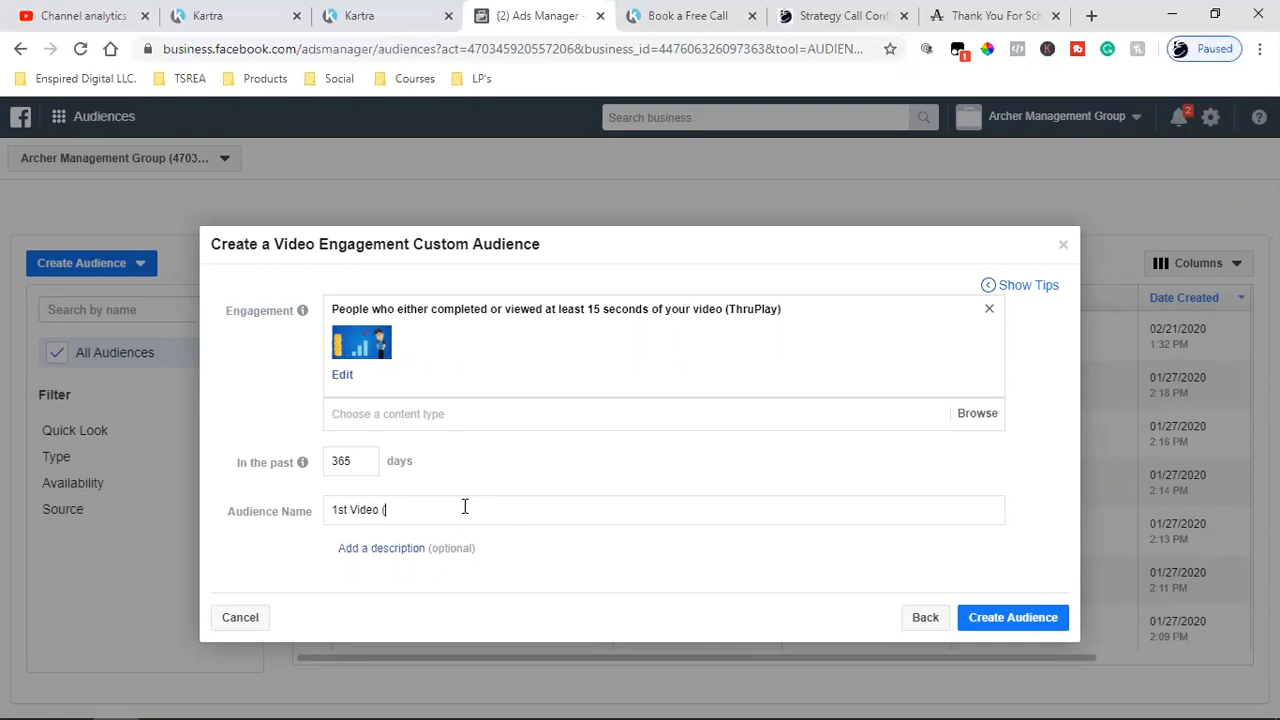 Channel analytics
Kartra
Kartra
(2) Ads Manager -
Book a Free Call
Strategy Call Conf
Thank You For Sch
business.facebook.com/adsmanager/audiences?act=470345920557206&business_id=447606326097363&tool=AUDIEN...
1
Paused
Enspired Digital LLC.
TSREA
Products
Social
Courses
LP's
Audiences
Search business
Archer Management Group
2
Archer Management Group (4703...
Create a Video Engagement Custom Audience
Create Audience
Columns
Show Tips
Search by name
Date Created
Engagement
People who either completed or viewed at least 15 seconds of your video (ThruPlay)
Edit
All Audiences
02/21/2020
1:32 PM
Filter
01/27/2020
2:18 PM
Choose a content type
Browse
Quick Look
01/27/2020
2:16 PM
Type
In the past
365
days
Availability
01/27/2020
2:14 PM
Source
Audience Name
1st Video (
01/27/2020
2:13 PM
Add a description (optional)
01/27/2020
2:11 PM
Cancel
Back
Create Audience
01/27/2020
2:09 PM